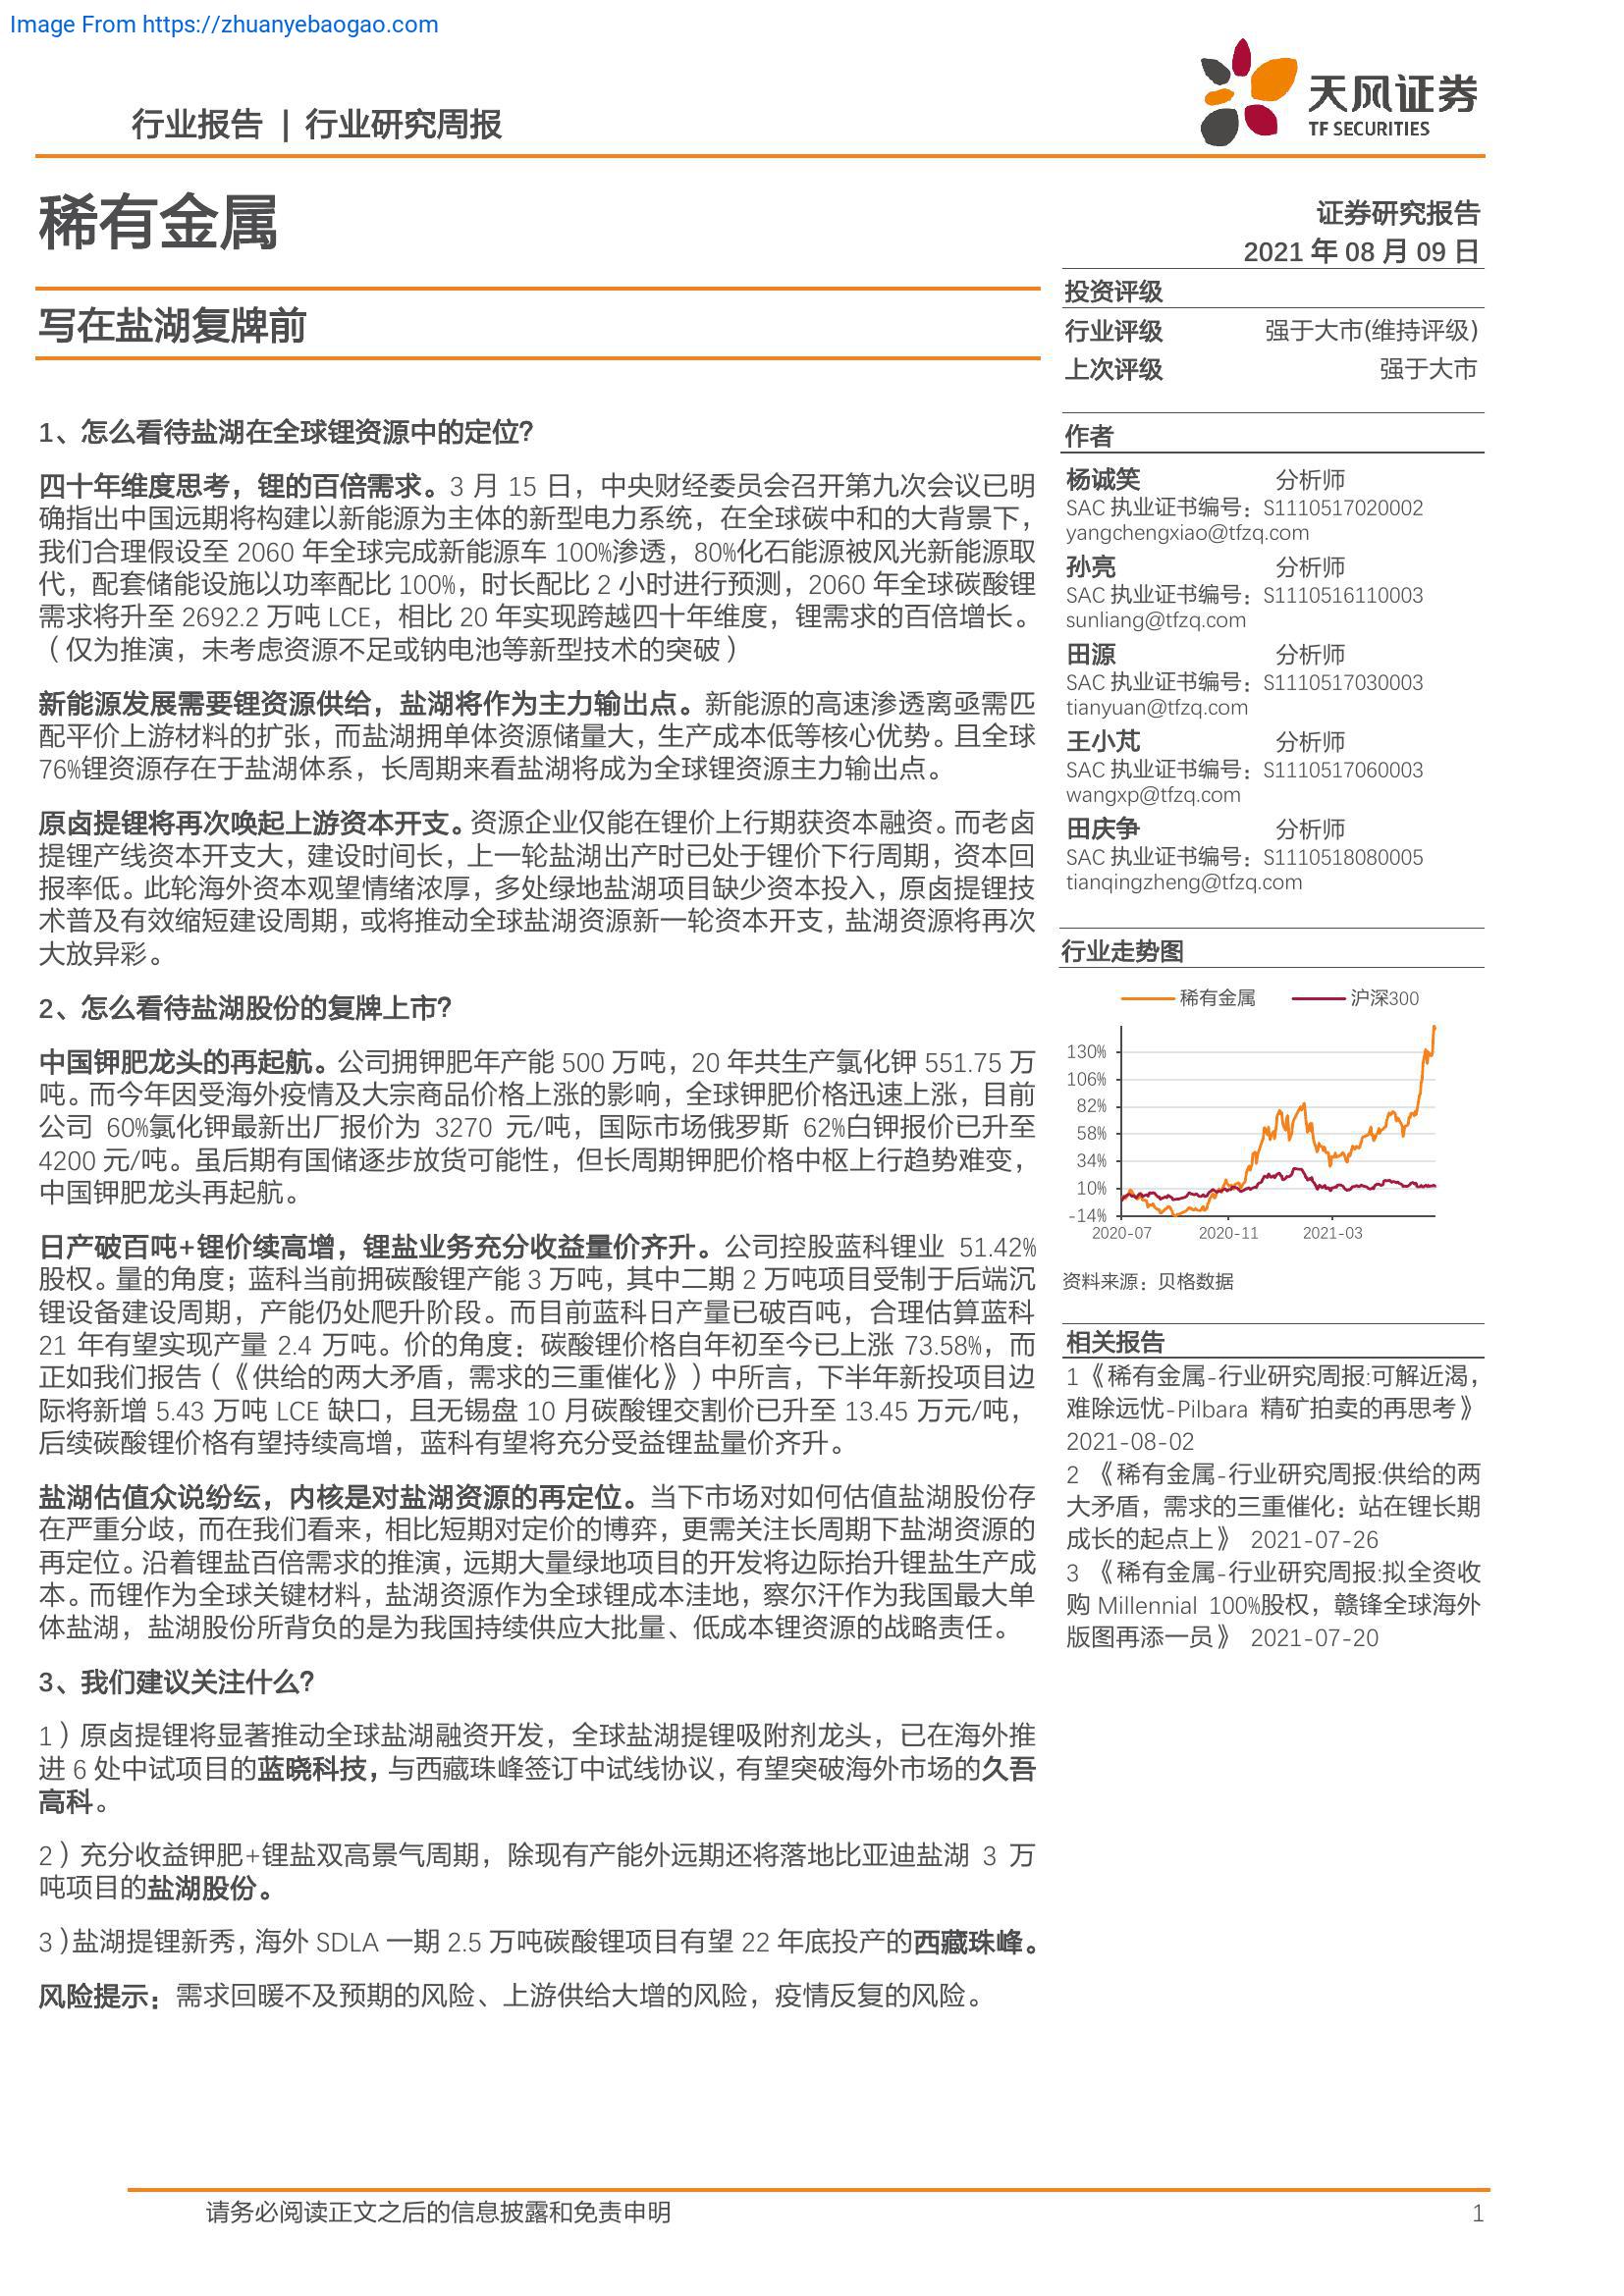 Image From https://zhuanyebaogao.com
行业报告 | 行业研究周报
天风证券
TF SECURITIES
稀有金属
写在盐湖复牌前
证券研究报告
2021 年 08 月 09 日
投资评级
行业评级 强于大市(维持评级)
上次评级 强于大市
1、怎么看待盐湖在全球锂资源中的定位？
四十年维度思考，锂的百倍需求。3 月 15 日，中央财经委员会召开第九次会议已明
确指出中国远期将构建以新能源为主体的新型电力系统，在全球碳中和的大背景下，
我们合理假设至 2060 年全球完成新能源车 100%渗透，80%化石能源被风光新能源取
代，配套储能设施以功率配比 100%，时长配比 2 小时进行预测，2060 年全球碳酸锂
需求将升至 2692.2 万吨 LCE，相比 20 年实现跨越四十年维度，锂需求的百倍增长。
（仅为推演，未考虑资源不足或钠电池等新型技术的突破）
新能源发展需要锂资源供给，盐湖将作为主力输出点。新能源的高速渗透离亟需匹
配平价上游材料的扩张，而盐湖拥单体资源储量大，生产成本低等核心优势。且全球
76%锂资源存在于盐湖体系，长周期来看盐湖将成为全球锂资源主力输出点。
原卤提锂将再次唤起上游资本开支。资源企业仅能在锂价上行期获资本融资。而老卤
提锂产线资本开支大，建设时间长，上一轮盐湖出产时已处于锂价下行周期，资本回
报率低。此轮海外资本观望情绪浓厚，多处绿地盐湖项目缺少资本投入，原卤提锂技
术普及有效缩短建设周期，或将推动全球盐湖资源新一轮资本开支，盐湖资源将再次
大放异彩。
2、怎么看待盐湖股份的复牌上市？
中国钾肥龙头的再起航。公司拥钾肥年产能 500 万吨，20 年共生产氯化钾 551.75 万
吨。而今年因受海外疫情及大宗商品价格上涨的影响，全球钾肥价格迅速上涨，目前
公司 60%氯化钾最新出厂报价为 3270 元/吨，国际市场俄罗斯 62%白钾报价已升至
4200 元/吨。虽后期有国储逐步放货可能性，但长周期钾肥价格中枢上行趋势难变，
中国钾肥龙头再起航。
日产破百吨+锂价续高增，锂盐业务充分收益量价齐升。公司控股蓝科锂业 51.42%
股权。量的角度；蓝科当前拥碳酸锂产能 3 万吨，其中二期 2 万吨项目受制于后端沉
锂设备建设周期，产能仍处爬升阶段。而目前蓝科日产量已破百吨，合理估算蓝科
21 年有望实现产量 2.4 万吨。价的角度：碳酸锂价格自年初至今已上涨 73.58%，而
正如我们报告（《供给的两大矛盾，需求的三重催化》）中所言，下半年新投项目边
际将新增 5.43 万吨 LCE 缺口，且无锡盘 10 月碳酸锂交割价已升至 13.45 万元/吨，
后续碳酸锂价格有望持续高增，蓝科有望将充分受益锂盐量价齐升。
盐湖估值众说纷纭，内核是对盐湖资源的再定位。当下市场对如何估值盐湖股份存
在严重分歧，而在我们看来，相比短期对定价的博弈，更需关注长周期下盐湖资源的
再定位。沿着锂盐百倍需求的推演，远期大量绿地项目的开发将边际抬升锂盐生产成
本。而锂作为全球关键材料，盐湖资源作为全球锂成本洼地，察尔汗作为我国最大单
体盐湖，盐湖股份所背负的是为我国持续供应大批量、低成本锂资源的战略责任。
3、我们建议关注什么？
1）原卤提锂将显著推动全球盐湖融资开发，全球盐湖提锂吸附剂龙头，已在海外推
进 6 处中试项目的蓝晓科技，与西藏珠峰签订中试线协议，有望突破海外市场的久吾
高科。
2）充分收益钾肥+锂盐双高景气周期，除现有产能外远期还将落地比亚迪盐湖 3 万
吨项目的盐湖股份。
3）盐湖提锂新秀，海外 SDLA 一期 2.5 万吨碳酸锂项目有望 22 年底投产的西藏珠峰。
风险提示：需求回暖不及预期的风险、上游供给大增的风险，疫情反复的风险。
作者
杨诚笑 分析师
SAC 执业证书编号：S1110517020002
yangchengxiao@tfzq.com
孙亮 分析师
SAC 执业证书编号：S1110516110003
sunliang@tfzq.com
田源 分析师
SAC 执业证书编号：S1110517030003
tianyuan@tfzq.com
王小芃 分析师
SAC 执业证书编号：S1110517060003
wangxp@tfzq.com
田庆争 分析师
SAC 执业证书编号：S1110518080005
tianqingzheng@tfzq.com
行业走势图
稀有金属 沪深300
130%
106%
82%
58%
34%
10%
-14%
2020-07 2020-11 2021-03
资料来源：贝格数据
相关报告
1《稀有金属-行业研究周报:可解近渴，
难除远忧-Pilbara 精矿拍卖的再思考》
2021-08-02
2 《稀有金属-行业研究周报:供给的两
大矛盾，需求的三重催化：站在锂长期
成长的起点上》 2021-07-26
3 《稀有金属-行业研究周报:拟全资收
购 Millennial 100%股权，赣锋全球海外
版图再添一员》 2021-07-20
请务必阅读正文之后的信息披露和免责申明 1